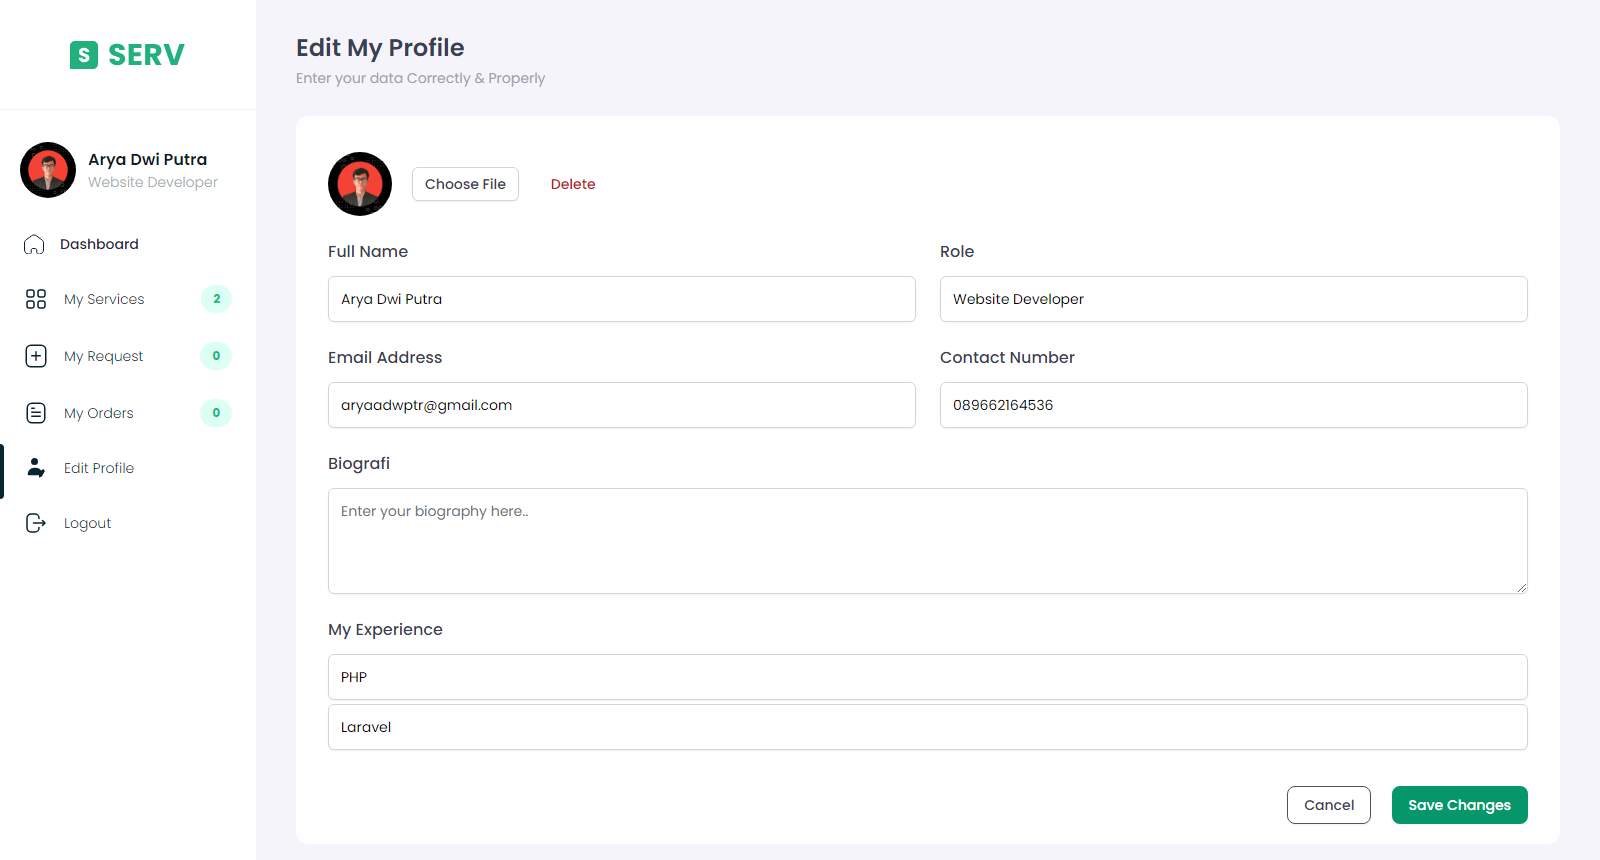 S SERV
Arya Dwi Putra
Website Developer
Dashboard
My Services 2
My Request 0
My Orders 0
Edit Profile
Logout
Edit My Profile
Enter your data Correctly & Properly
Choose File Delete
Full Name
Arya Dwi Putra
Role
Website Developer
Email Address
aryaadwptr@gmail.com
Contact Number
089662164536
Biografi
Enter your biography here..
My Experience
PHP
Laravel
Cancel Save Changes